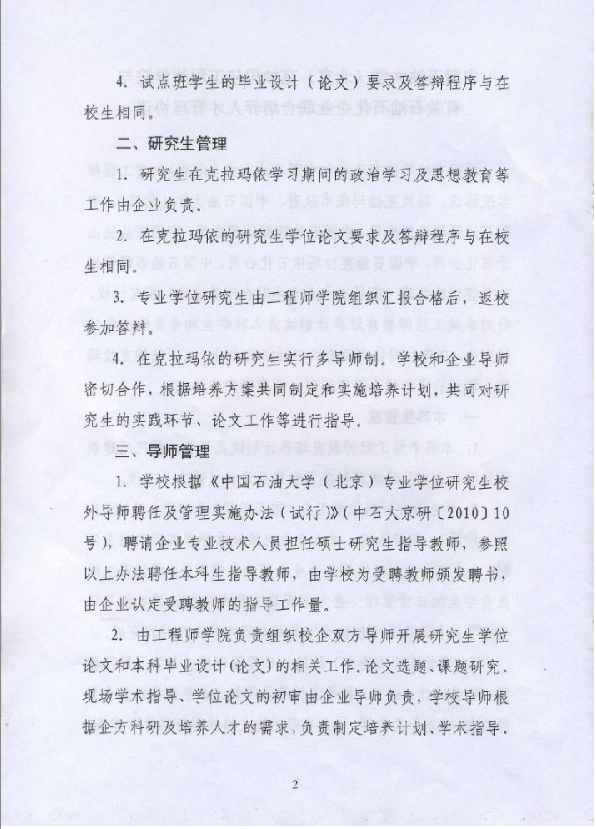 4. 试点班学生的毕业设计（论文）要求及答辩程序与在
校生相同。
二、研究生管理
1. 研究生在克拉玛依学习期间的政治学习及思想教育等
工作由企业负责.
2. 在克拉玛依的研究生学位论文要求及答辩程序与在校
生相同。
3. 专业学位研究生由工程师学院组织汇报合格后，返校
参加答辩。
4. 在克拉玛依的研究生实行多导师制。学校和企业导师
密切合作，根据培养方案共同制定和实施培养计划，共同对研
究生的实践环节、论文工作等进行指导。
三、导师管理
1. 学校根据《中国石油大学（北京）专业学位研究生校
外导师聘任及管理实施办法（试行）》（中石大京研〔2010〕10
号），聘请企业专业技术人员担任硕士研究生指导教师，参照
以上办法聘任本科生指导教师，由学校为受聘教师颁发聘书，
由企业认定受聘教师的指导工作量。
2. 由工程师学院负责组织校企双方导师开展研究生学位
论文和本科毕业设计(论文)的相关工作。论文选题、课题研究、
现场学术指导、学位论文的初审由企业导师负责，学校导师根
据企方科研及培养人才的需求，负责制定培养计划、学术指导、
2